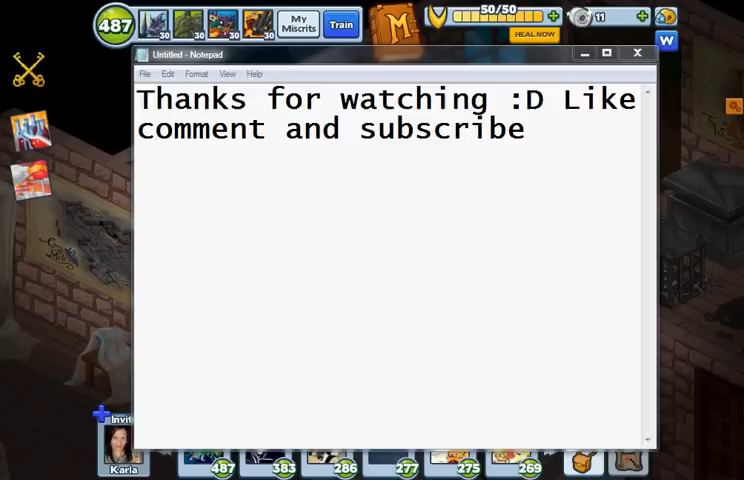 487
30
30
30
30
My
Miscrits
Train
M
50/50
HEAL NOW
11
W
Untitled - Notepad
File Edit Format View Help
Thanks for watching :D Like
comment and subscribe
Invit
Karla
487
383
286
277
275
269